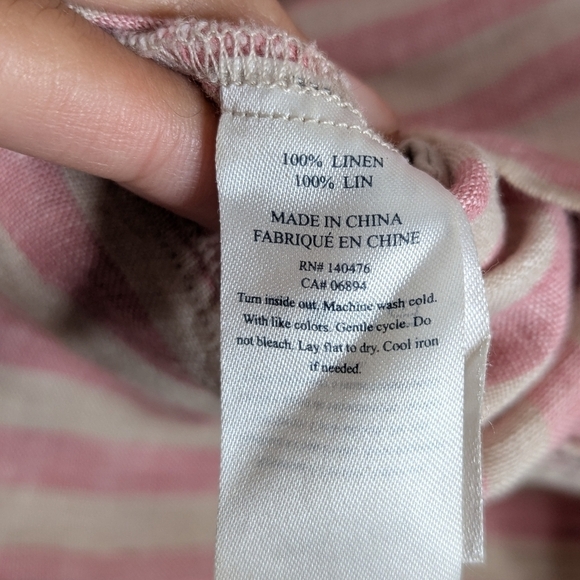 100% LINEN
100% LIN
MADE IN CHINA
FABRIQUÉ EN CHINE
RN# 140476
CA# 06894
Turn inside out. Machine wash cold.
With like colors. Gentle cycle. Do
not bleach. Lay flat to dry. Cool iron
if needed.